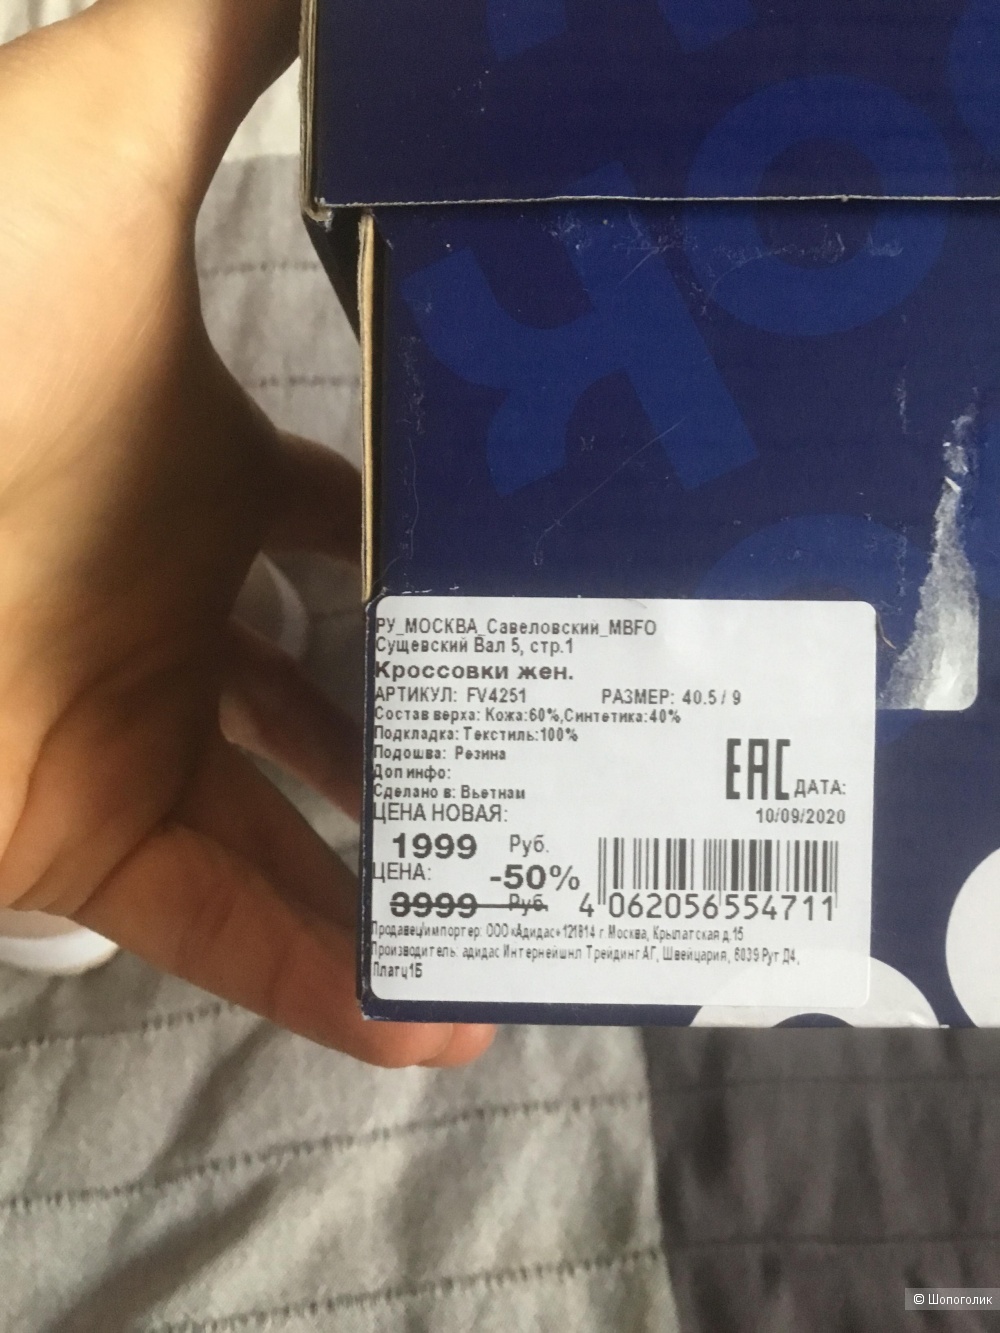 РУ_МОСКВА_Савеловский_MBFO
Сущевский Вал 5, стр.1
Кроссовки жен.
АРТИКУЛ: FV4251 РАЗМЕР: 40.5 / 9
Состав верха: Кожа:60%,Синтетика:40%
Подкладка: Текстиль:100%
Подошва: Резина
Доп инфо:
Сделано в: Вьетнам
EAC ДАТА:
10/09/2020
ЦЕНА НОВАЯ:
1999 Руб.
ЦЕНА: -50%
3999 Руб.
4 062056 554711
Продавец/импортер: ООО «Адидас» 121614 г. Москва, Крылатская д.15
Производитель: адидас Интернейшнл Трейдинг АГ, Швейцария, 6039 Рут Д4,
Платц1Б
© Шопоголик